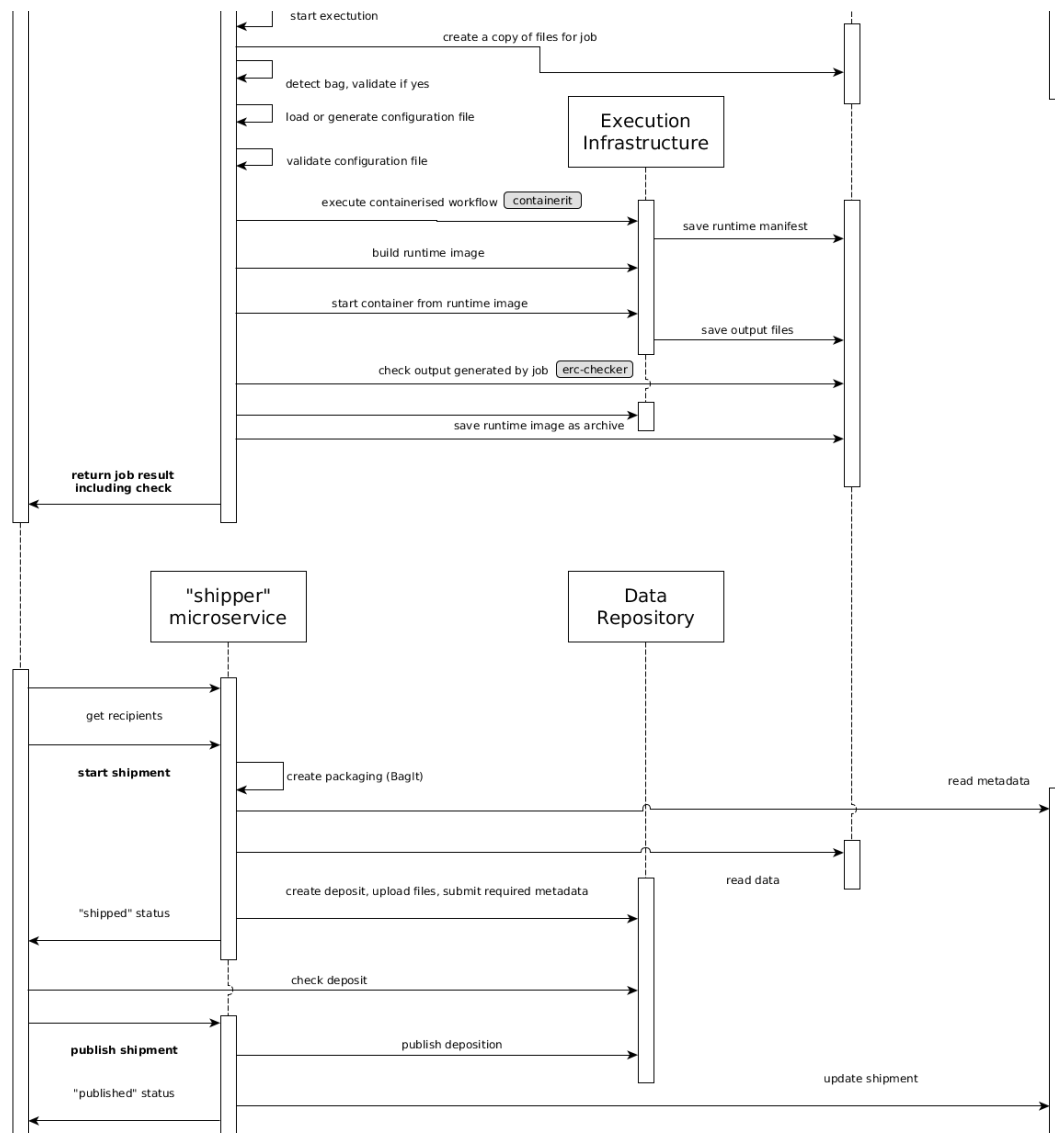 start exectution
create a copy of files for job
detect bag, validate if yes
load or generate configuration file
Execution
Infrastructure
validate configuration file
execute containerised workflow containerit
save runtime manifest
build runtime image
start container from runtime image
save output files
check output generated by job erc-checker
save runtime image as archive
return job result
including check
"shipper"
microservice
Data
Repository
get recipients
start shipment
create packaging (BagIt)
read metadata
read data
create deposit, upload files, submit required metadata
"shipped" status
check deposit
publish shipment
publish deposition
update shipment
"published" status